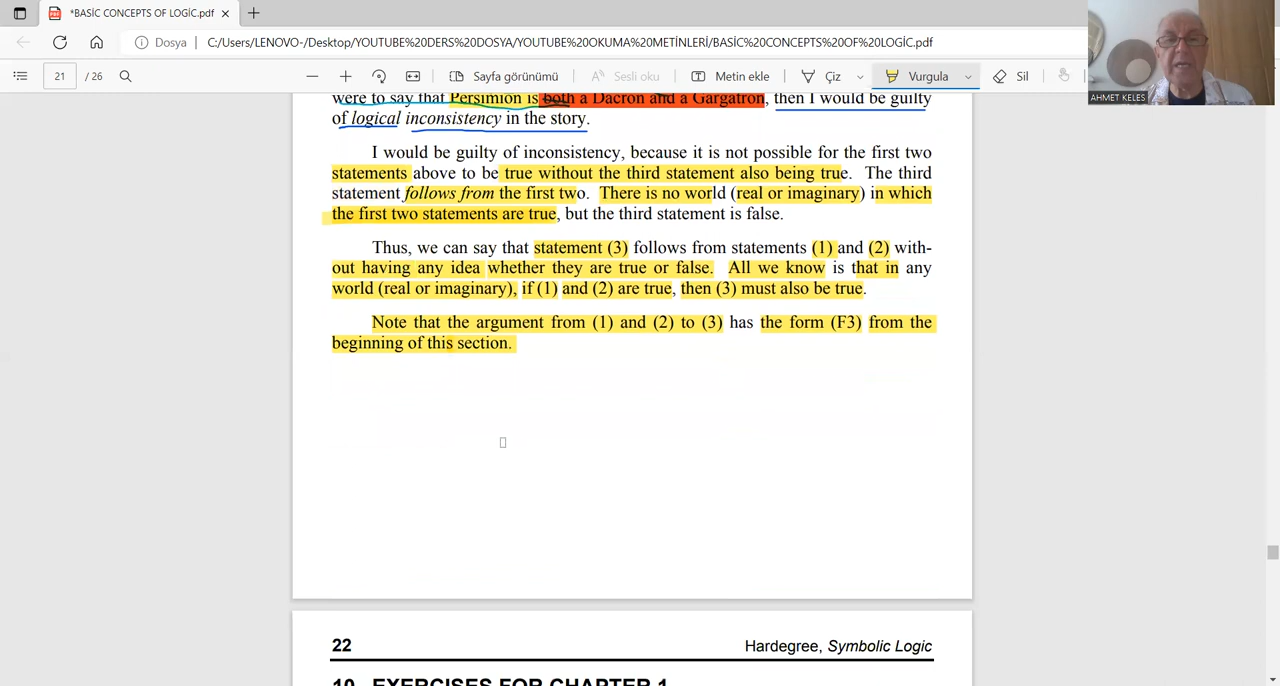 *BASİC CONCEPTS OF LOGİC.pdf
Dosya
C:/Users/LENOVO-/Desktop/YOUTUBE%20DERS%20DOSYA/YOUTUBE%20OKUMA%20METİNLERİ/BASİC%20CONCEPTS%20OF%20LOGİC.pdf
21 / 26
Sayfa görünümü
Sesli oku
Metin ekle
Çiz
Vurgula
Sil
AHMET KELES
were to say that Persimion is both a Dacron and a Gargatron, then I would be guilty
of logical inconsistency in the story.
I would be guilty of inconsistency, because it is not possible for the first two
statements above to be true without the third statement also being true. The third
statement follows from the first two. There is no world (real or imaginary) in which
the first two statements are true, but the third statement is false.
Thus, we can say that statement (3) follows from statements (1) and (2) with-
out having any idea whether they are true or false. All we know is that in any
world (real or imaginary), if (1) and (2) are true, then (3) must also be true.
Note that the argument from (1) and (2) to (3) has the form (F3) from the
beginning of this section.
22
Hardegree, Symbolic Logic
10. EXERCISES FOR CHAPTER 1